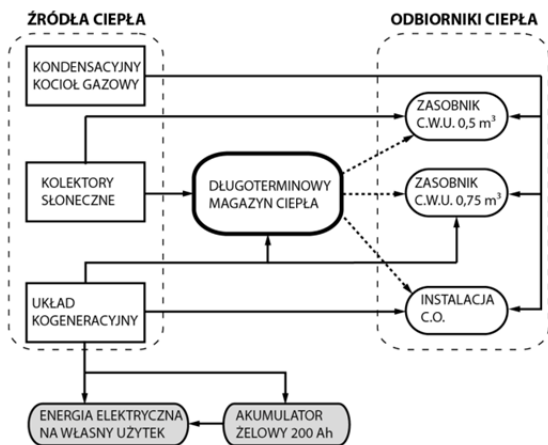 ŹRÓDŁA CIEPŁA
ODBIORNIKI CIEPŁA
KONDENSACYJNY
KOCIOŁ GAZOWY
ZASOBNIK
C.W.U. 0,5 m³
KOLEKTORY
SŁONECZNE
DŁUGOTERMINOWY
MAGAZYN CIEPŁA
ZASOBNIK
C.W.U. 0,75 m³
UKŁAD
KOGENERACYJNY
INSTALACJA
C.O.
ENERGIA ELEKTRYCZNA
NA WŁASNY UŻYTEK
AKUMULATOR
ŻELOWY 200 Ah